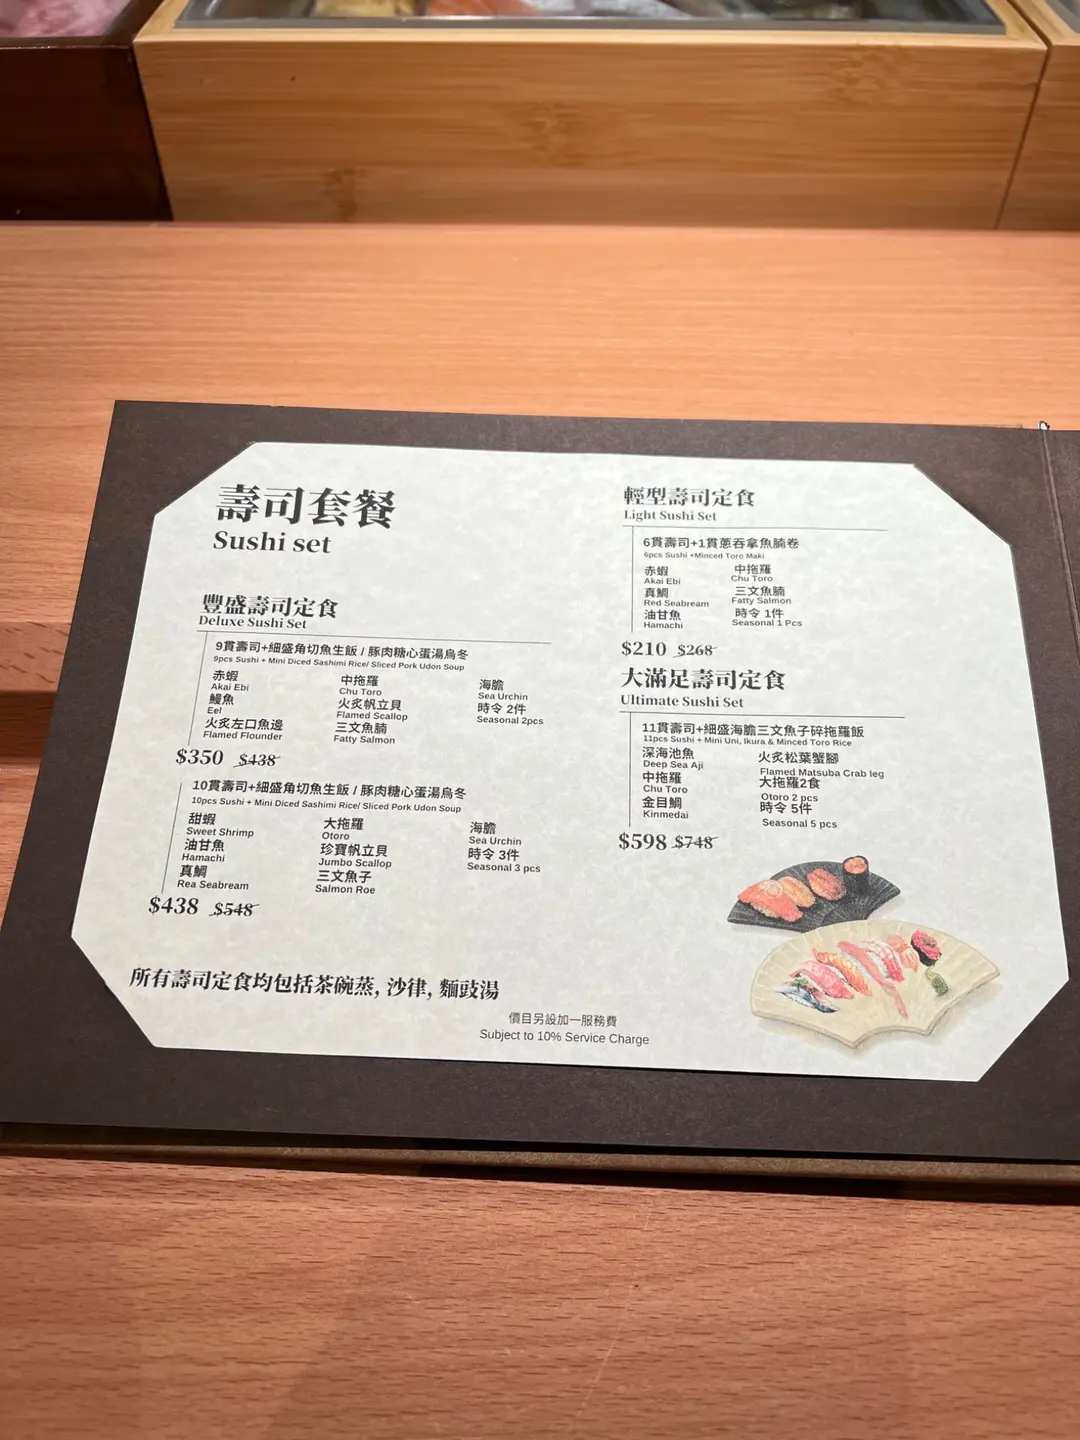 壽司套餐
Sushi set
豐盛壽司定食
Deluxe Sushi Set
9貫壽司+細盛角切魚生飯 / 豚肉糖心蛋湯烏冬
9pcs Sushi + Mini Diced Sashimi Rice/ Sliced Pork Udon Soup
赤蝦 中拖羅 海膽
Akai Ebi Chu Toro Sea Urchin
鰻魚 火炙帆立貝 時令 2件
Eel Flamed Scallop Seasonal 2pcs
火炙左口魚邊 三文魚腩
Flamed Flounder Fatty Salmon
$350 $438
10貫壽司+細盛角切魚生飯 / 豚肉糖心蛋湯烏冬
10pcs Sushi + Mini Diced Sashimi Rice/ Sliced Pork Udon Soup
甜蝦 大拖羅 海膽
Sweet Shrimp Otoro Sea Urchin
油甘魚 珍寶帆立貝 時令 3件
Hamachi Jumbo Scallop Seasonal 3 pcs
真鯛 三文魚子
Rea Seabream Salmon Roe
$438 $548
所有壽司定食均包括茶碗蒸, 沙律, 麵豉湯
輕型壽司定食
Light Sushi Set
6貫壽司+1貫蔥吞拿魚腩卷
6pcs Sushi +Minced Toro Maki
赤蝦 中拖羅
Akai Ebi Chu Toro
真鯛 三文魚腩
Red Seabream Fatty Salmon
油甘魚 時令 1件
Hamachi Seasonal 1 Pcs
$210 $268
大滿足壽司定食
Ultimate Sushi Set
11貫壽司+細盛海膽三文魚子碎拖羅飯
11pcs Sushi + Mini Uni, Ikura & Minced Toro Rice
深海池魚 火炙松葉蟹腳
Deep Sea Aji Flamed Matsuba Crab leg
中拖羅 大拖羅2食
Chu Toro Otoro 2 pcs
金目鯛 時令 5件
Kinmedai Seasonal 5 pcs
$598 $748
價目另設加一服務費
Subject to 10% Service Charge